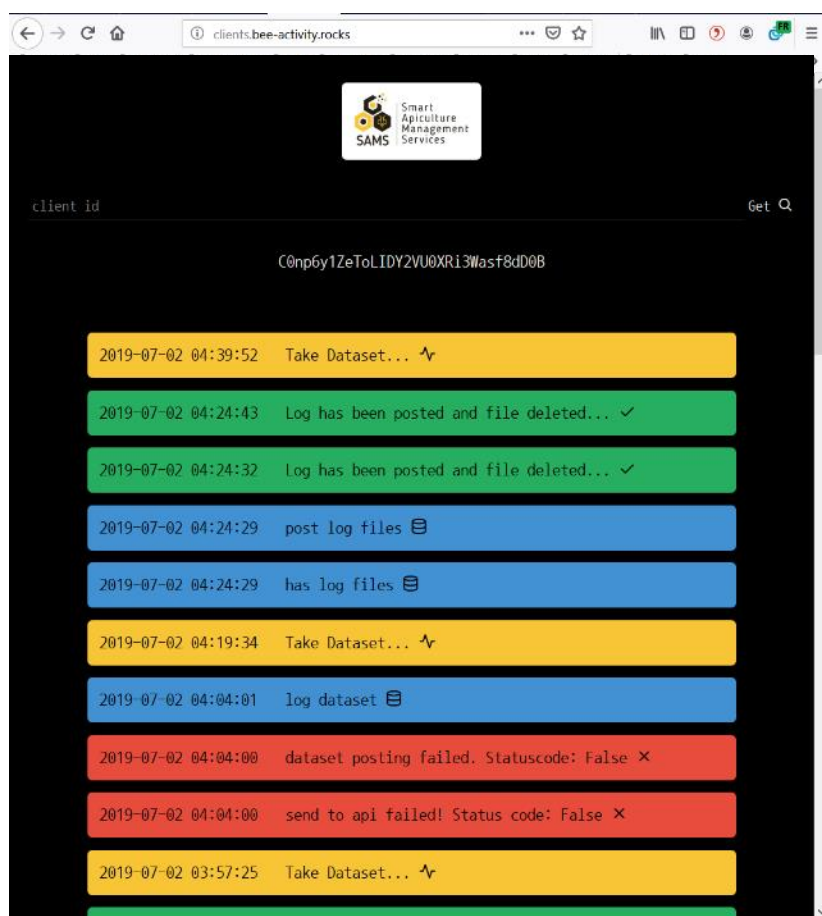 clients.bee-activity.rocks
FR
Smart
Apiculture
Management
SAMS Services
client id Get
C0np6y1ZeToLIDY2VU0XRi3Wasf8dD0B
2019-07-02 04:39:52 Take Dataset...
2019-07-02 04:24:43 Log has been posted and file deleted...
2019-07-02 04:24:32 Log has been posted and file deleted...
2019-07-02 04:24:29 post log files
2019-07-02 04:24:29 has log files
2019-07-02 04:19:34 Take Dataset...
2019-07-02 04:04:01 log dataset
2019-07-02 04:04:00 dataset posting failed. Statuscode: False
2019-07-02 04:04:00 send to api failed! Status code: False
2019-07-02 03:57:25 Take Dataset...